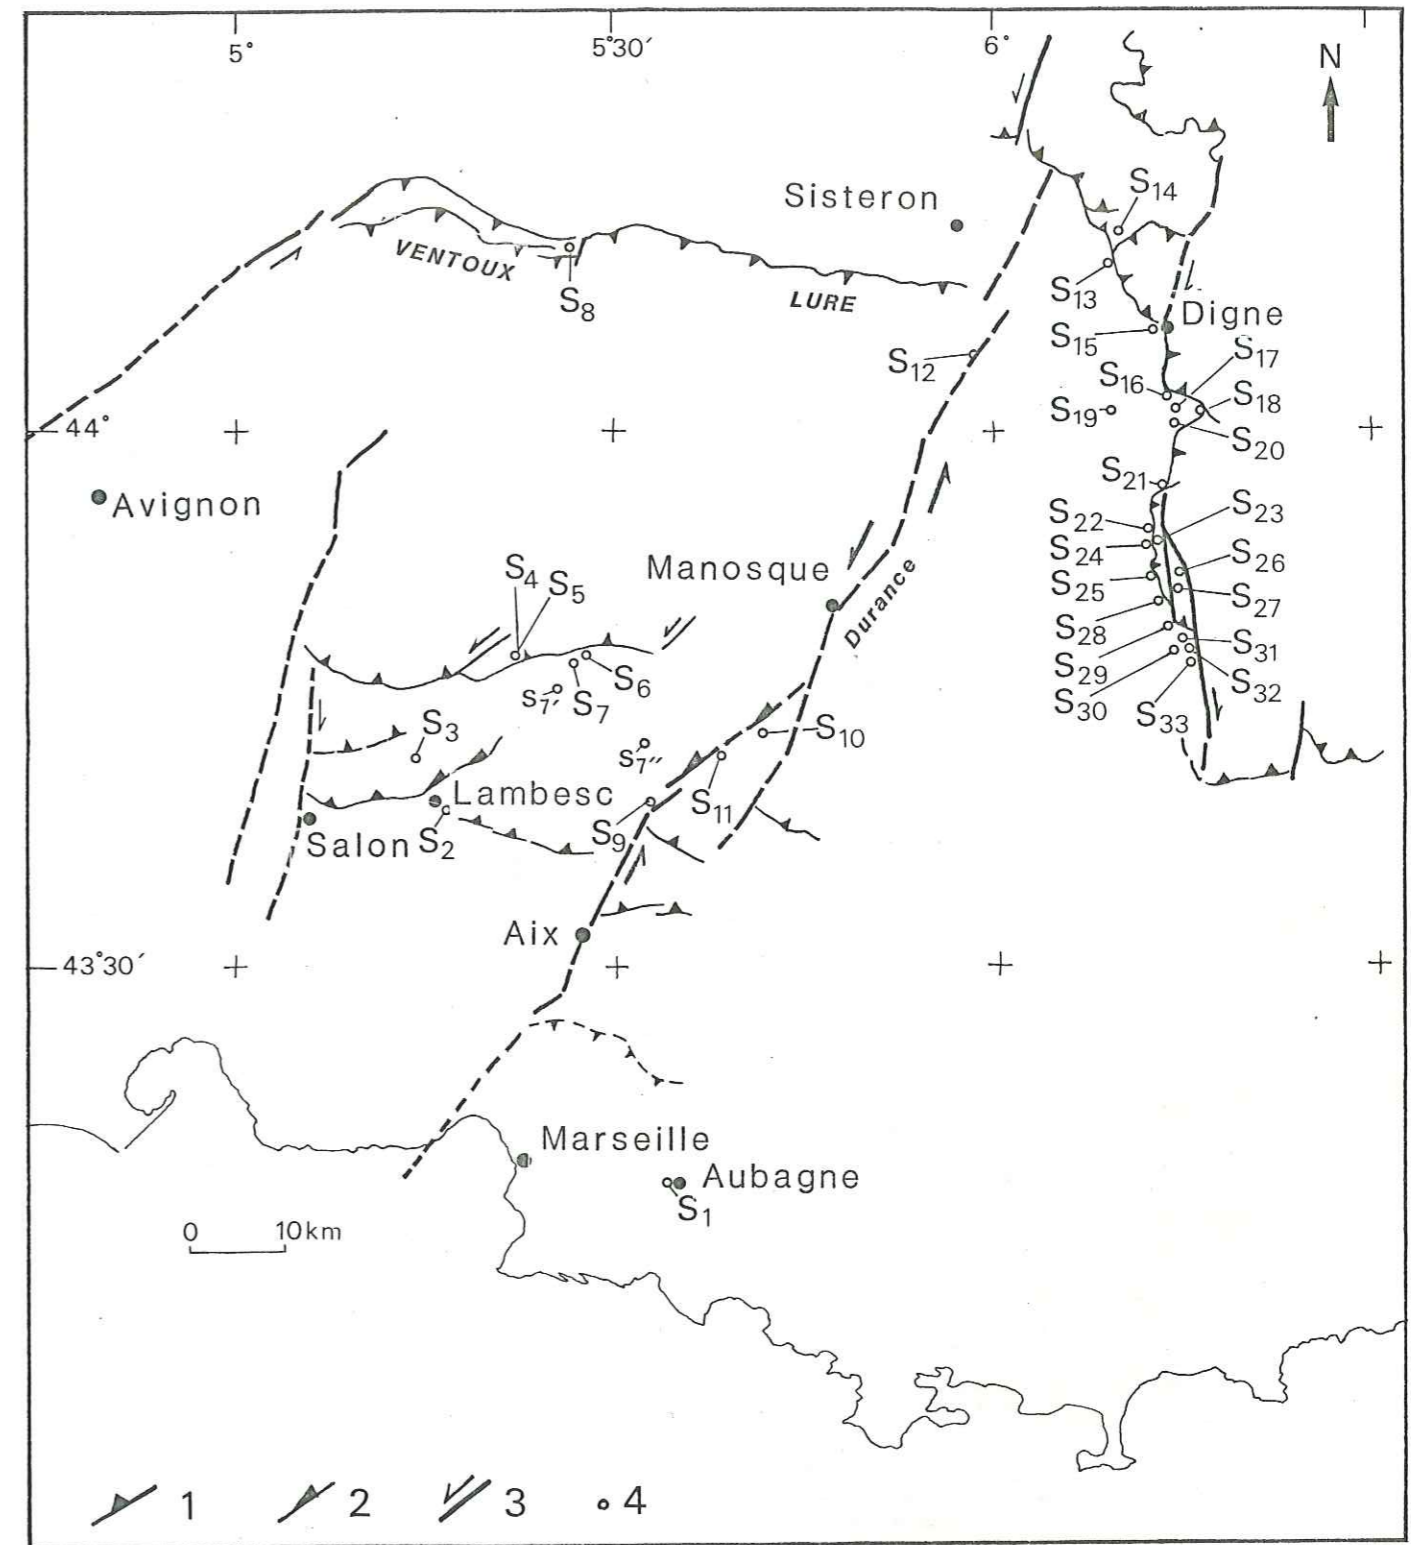 5° 5°30′ 6° N
S14
Sisteron
VENTOUX
S8
LURE
S13
Digne
S15
S17
S12
S16
S18
S19
44°
S20
Avignon
S21
S22
S23
S24
S4
S5
Manosque
S26
S25
Durance
S27
S28
S31
S6
S29
S32
s7′
S7
S30
S33
S3
S10
s7″
Lambesc
S11
Salon
S2
S9
Aix
43°30′
Marseille
Aubagne
S1
0 10km
1 2 3 4